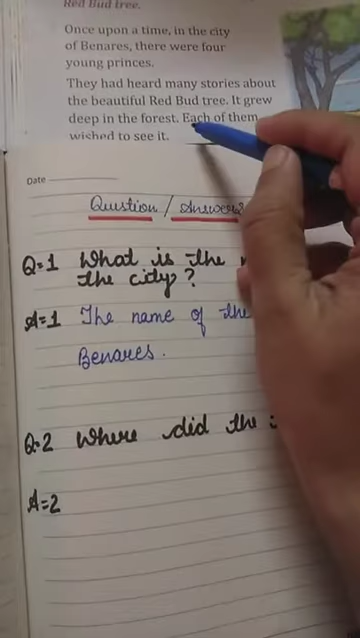 Red Bud tree.
Once upon a time, in the city
of Benares, there were four
young princes.
They had heard many stories about
the beautiful Red Bud tree. It grew
deep in the forest. Each of them
wished to see it.
Date
Question / Answers
Q=1 What is the
the city?
A=1 The name of the
Benares.
Q=2 Where did the
A=2